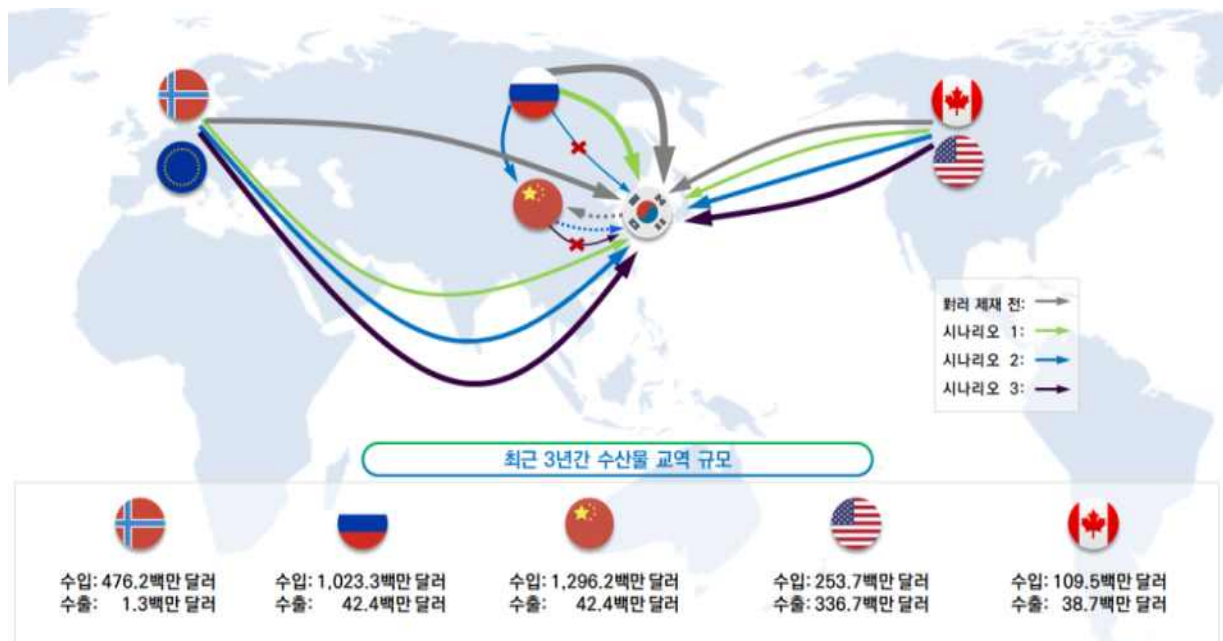 對러 제재 전:
시나리오 1:
시나리오 2:
시나리오 3:
최근 3년간 수산물 교역 규모
수입: 476.2백만 달러
수출: 1.3백만 달러
수입: 1,023.3백만 달러
수출: 42.4백만 달러
수입: 1,296.2백만 달러
수출: 42.4백만 달러
수입: 253.7백만 달러
수출: 336.7백만 달러
수입: 109.5백만 달러
수출: 38.7백만 달러